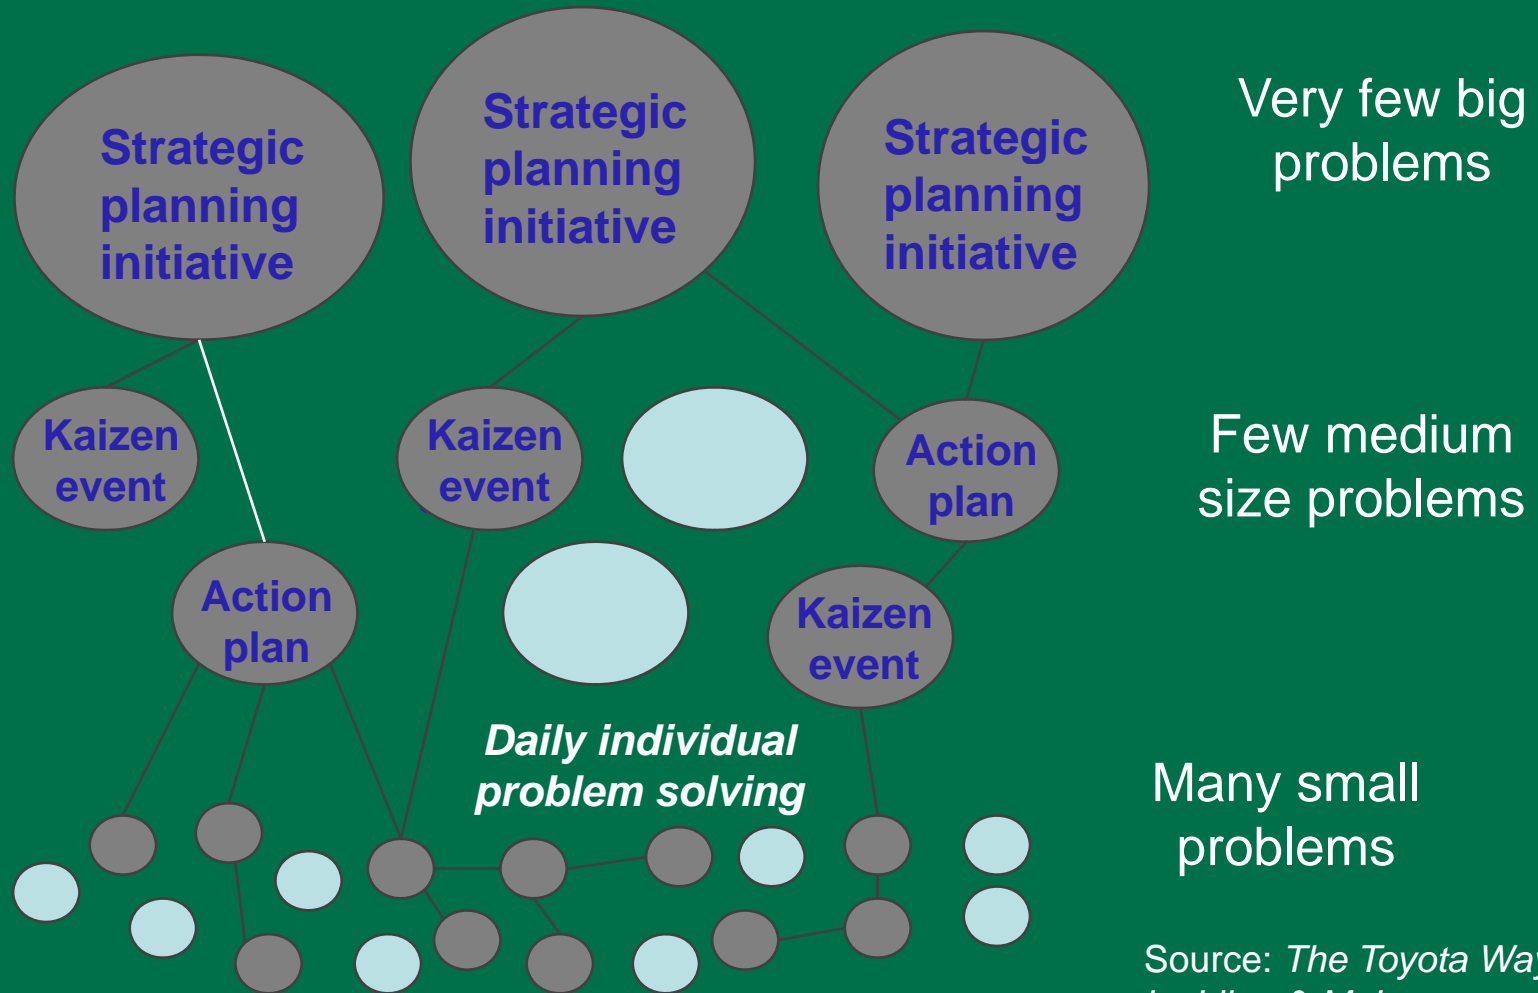 Strategic
planning
initiative
Strategic
planning
initiative
Strategic
planning
initiative
Very few big
problems
Kaizen
event
Kaizen
event
Action
plan
Few medium
size problems
Action
plan
Kaizen
event
Daily individual
problem solving
Many small
problems
Source: The Toyota Way